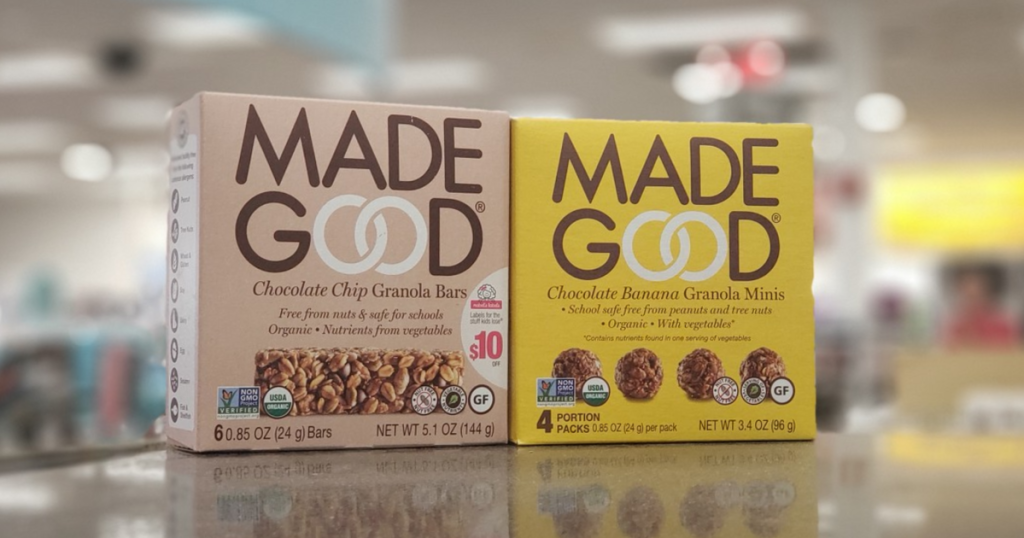 MADE
GOOD®
Chocolate Chip Granola Bars
Free from nuts & safe for schools
Organic • Nutrients from vegetables
Labels for the
stuff kids lose!
$10
OFF
NON
GMO
Project
VERIFIED
USDA
ORGANIC
GF
6 0.85 OZ (24 g) Bars
NET WT 5.1 OZ (144 g)
MADE
GOOD®
Chocolate Banana Granola Minis
• School safe free from peanuts and tree nuts
• Organic • With vegetables*
*Contains nutrients found in one serving of vegetables
NON
GMO
Project
VERIFIED
USDA
ORGANIC
GF
4 PORTION
PACKS 0.85 OZ (24 g) per pack
NET WT 3.4 OZ (96 g)